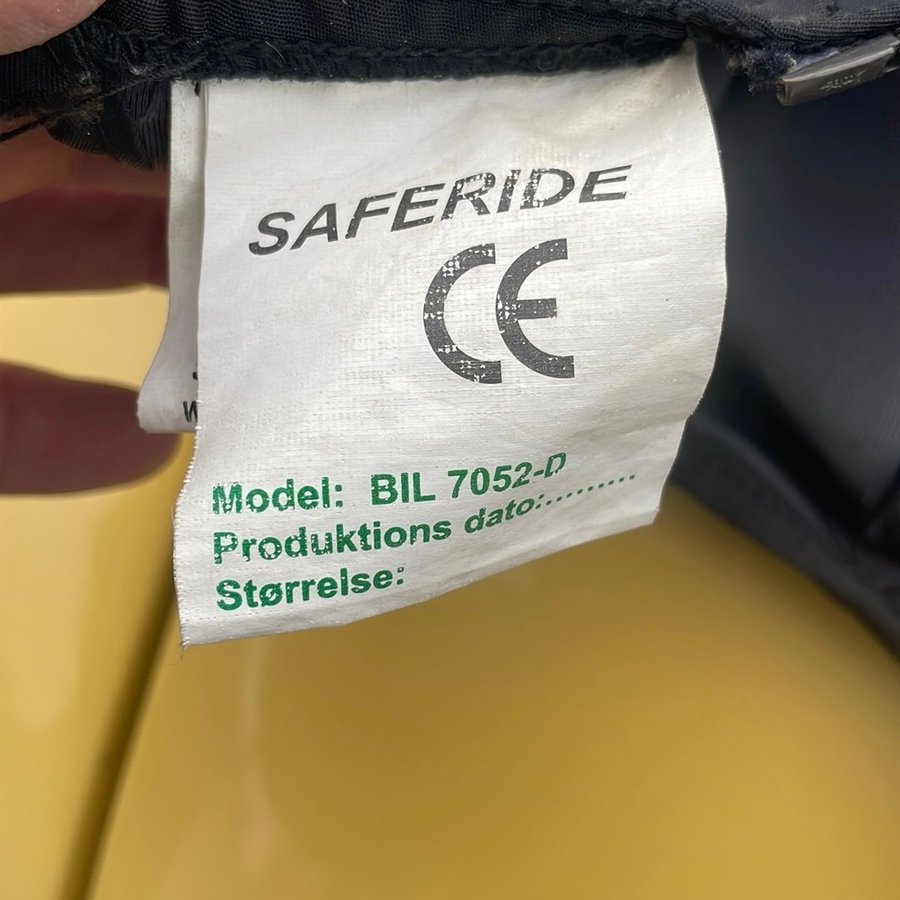 SAFERIDE
CE
Model: BIL 7052-D
Produktions dato:..........
Størrelse:
W